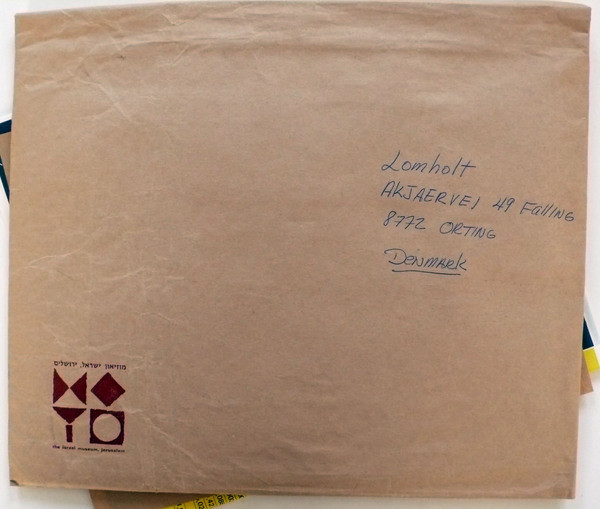 Lomholt
AKJAERVEJ 49 Falling
8772 ORTING
Denmark
מוזיאון ישראל, ירושלים
the israel museum, jerusalem